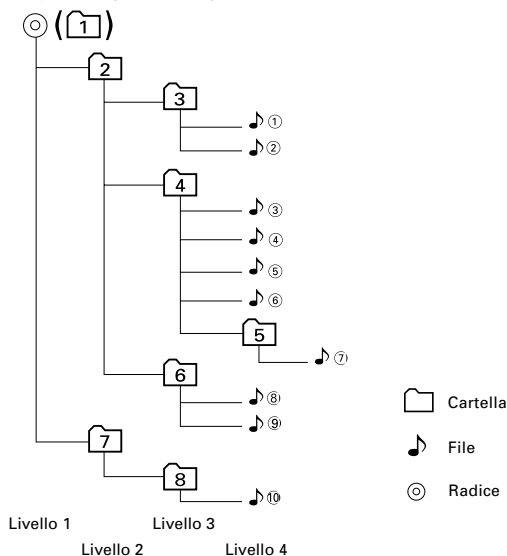 (1)
2
3
①
②
4
③
④
⑤
⑥
5
⑦
6
⑧
⑨
7
8
⑩
Cartella
File
Radice
Livello 1
Livello 3
Livello 2
Livello 4